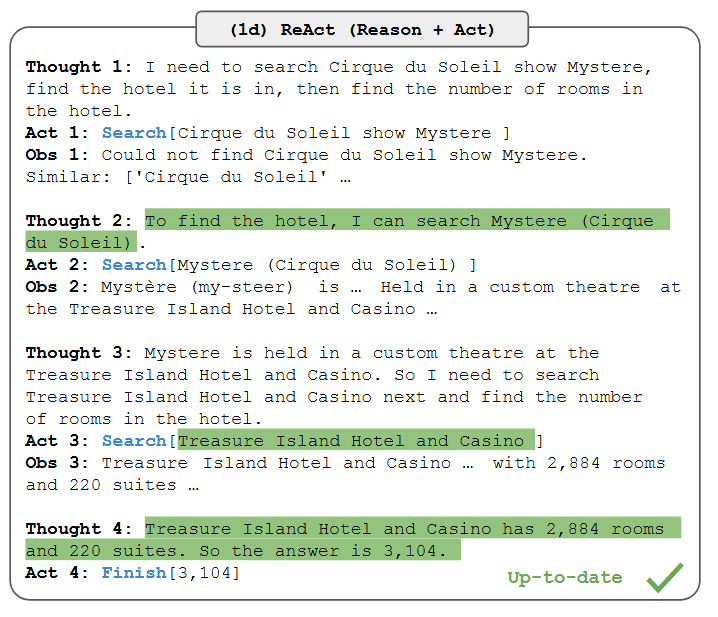 (1d) ReAct (Reason + Act)
Thought 1: I need to search Cirque du Soleil show Mystere,
find the hotel it is in, then find the number of rooms in
the hotel.
Act 1: Search[Cirque du Soleil show Mystere ]
Obs 1: Could not find Cirque du Soleil show Mystere.
Similar: ['Cirque du Soleil' …
Thought 2: To find the hotel, I can search Mystere (Cirque
du Soleil).
Act 2: Search[Mystere (Cirque du Soleil) ]
Obs 2: Mystère (my-steer) is … Held in a custom theatre at
the Treasure Island Hotel and Casino …
Thought 3: Mystere is held in a custom theatre at the
Treasure Island Hotel and Casino. So I need to search
Treasure Island Hotel and Casino next and find the number
of rooms in the hotel.
Act 3: Search[Treasure Island Hotel and Casino ]
Obs 3: Treasure Island Hotel and Casino … with 2,884 rooms
and 220 suites …
Thought 4: Treasure Island Hotel and Casino has 2,884 rooms
and 220 suites. So the answer is 3,104.
Act 4: Finish[3,104]
Up-to-date